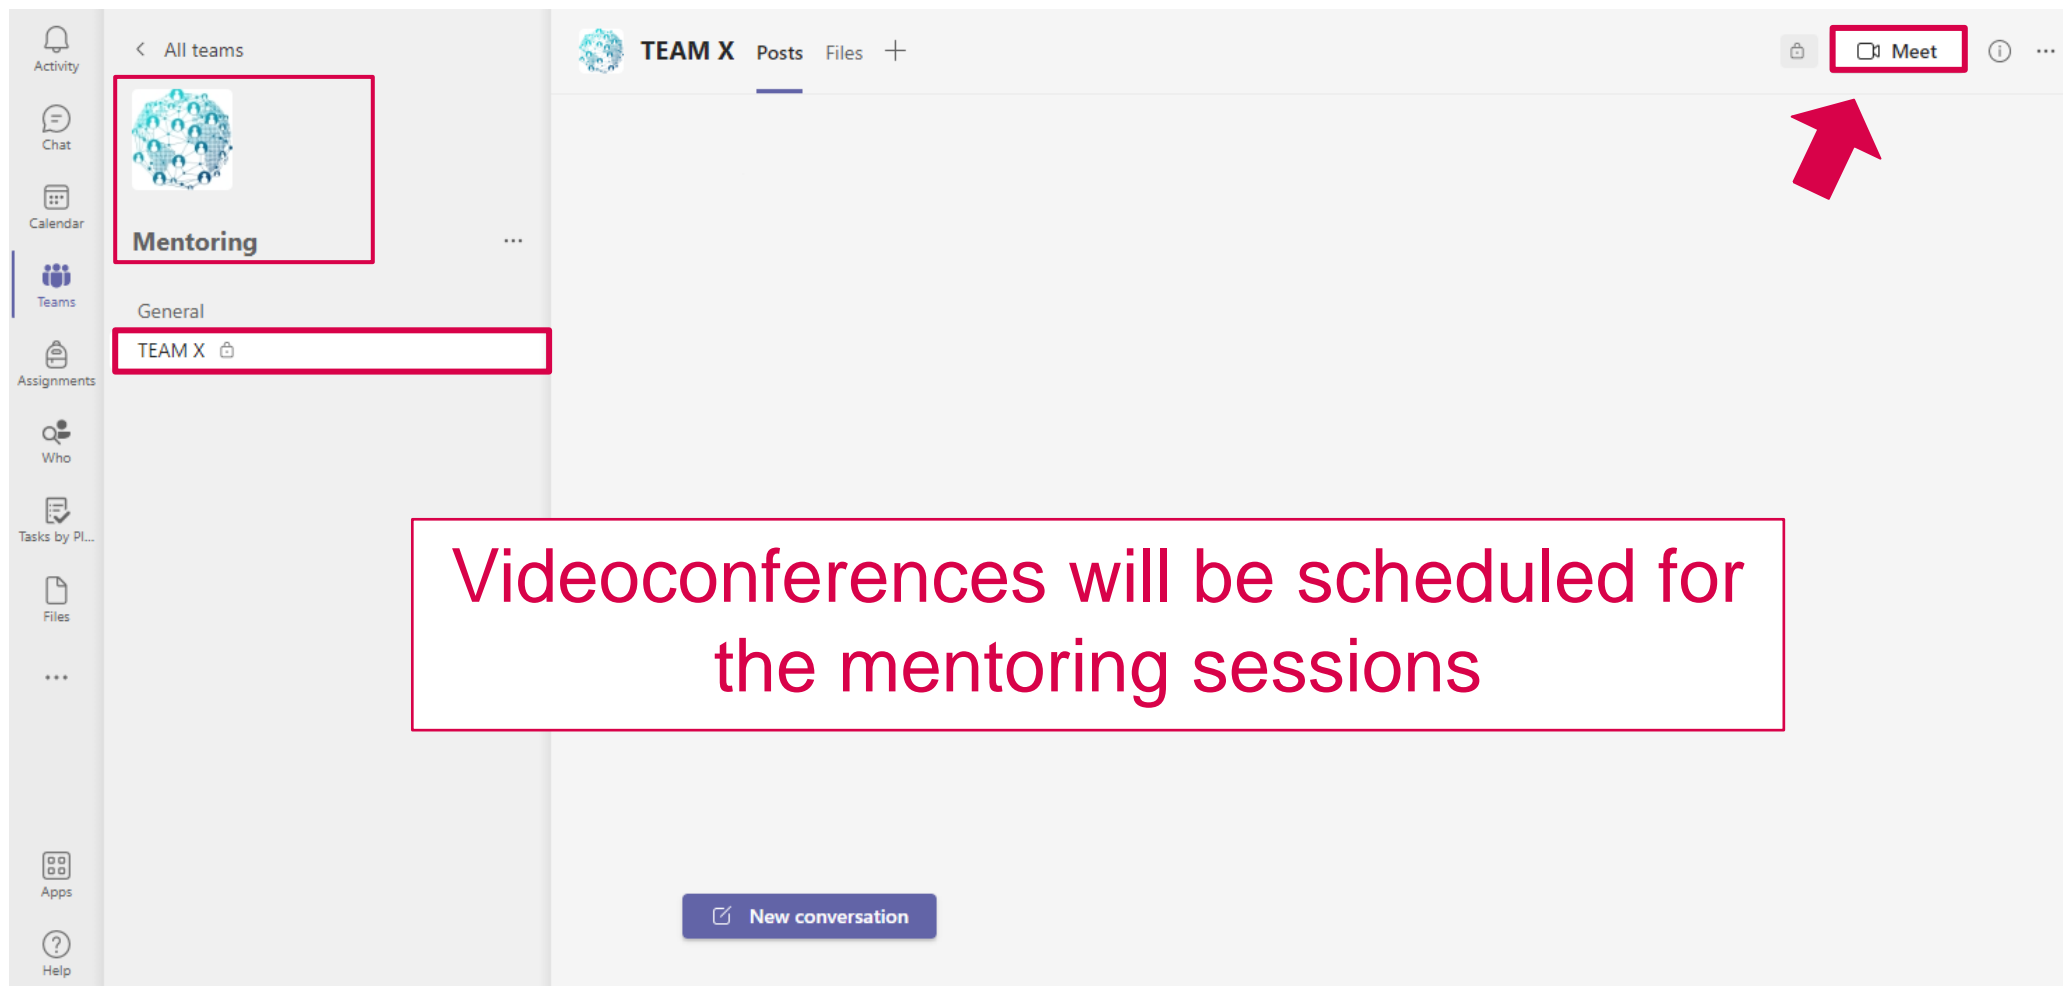 Activity
Chat
Calendar
Teams
Assignments
Who
Tasks by Pl...
Files
Apps
Help
All teams
Mentoring
General
TEAM X
TEAM X Posts Files
Meet
Videoconferences will be scheduled for
the mentoring sessions
New conversation